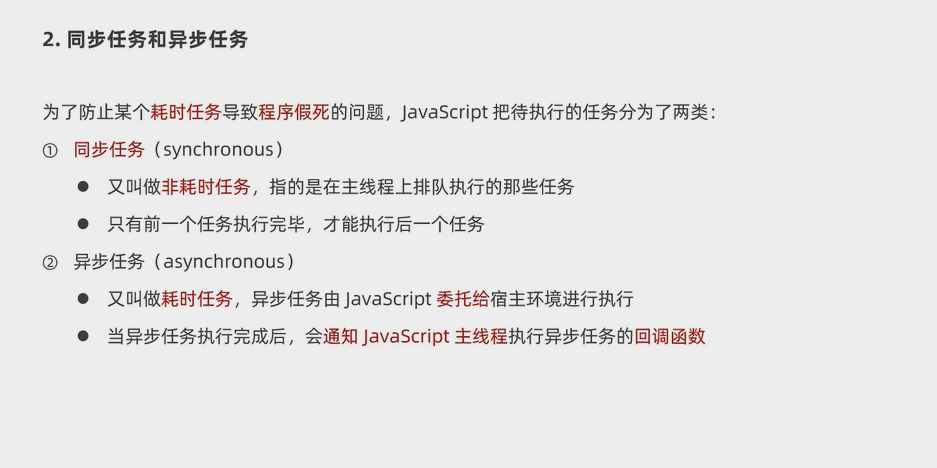 2. 同步任务和异步任务
为了防止某个耗时任务导致程序假死的问题，JavaScript 把待执行的任务分为了两类：
① 同步任务（synchronous）
● 又叫做非耗时任务，指的是在主线程上排队执行的那些任务
● 只有前一个任务执行完毕，才能执行后一个任务
② 异步任务（asynchronous）
● 又叫做耗时任务，异步任务由 JavaScript 委托给宿主环境进行执行
● 当异步任务执行完成后，会通知 JavaScript 主线程执行异步任务的回调函数